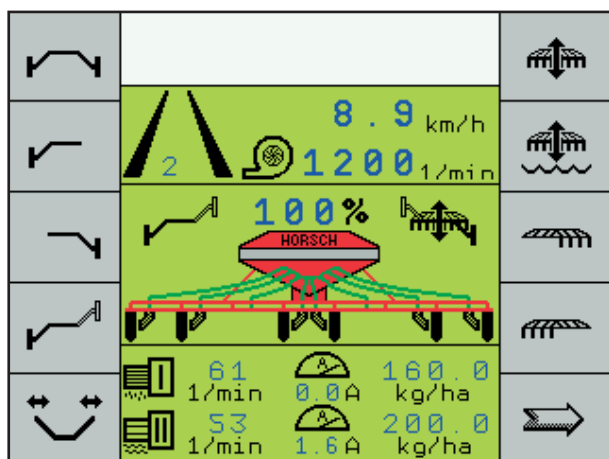 8.9 km/h
2 1200 1/min
100%
HORSCH
61 160.0
1/min 0.0A kg/ha
53 200.0
1/min 1.6A kg/ha